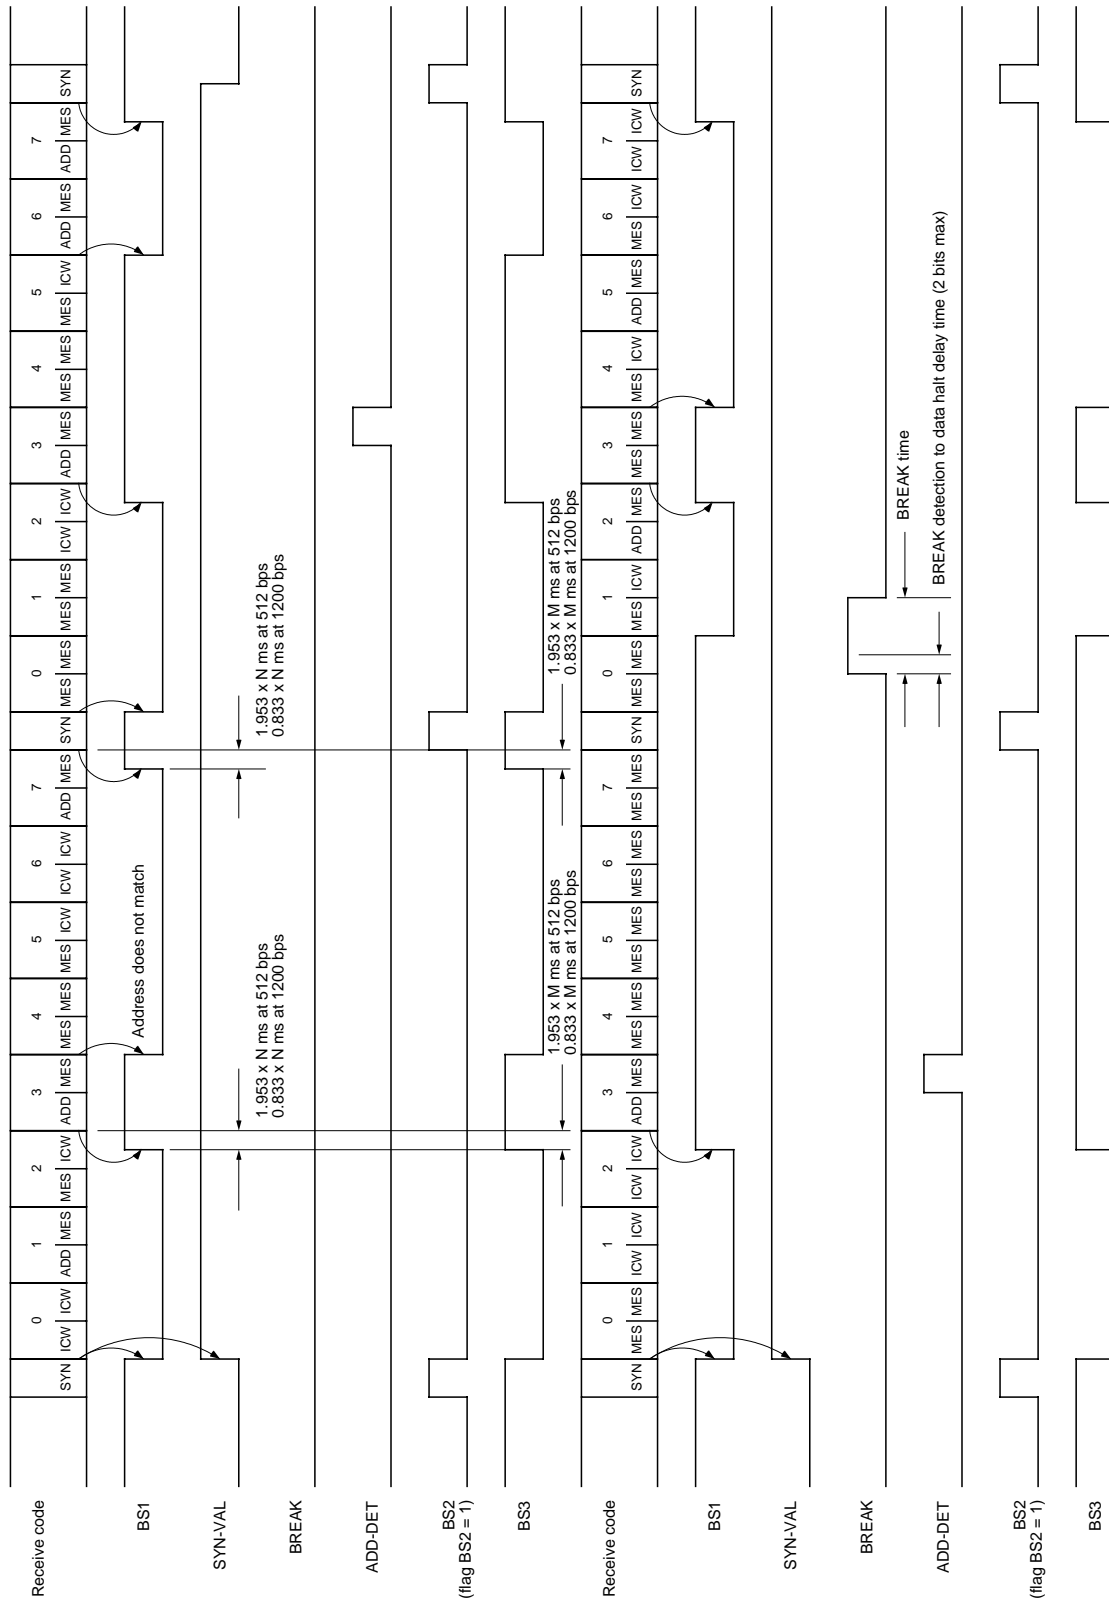 Receive code
0 1 2 3 4 5 6 7 0 1 2 3 4 5 6 7
SYN ICW ICW ADD MES MES ICW ADD MES MES MES MES ICW ICW ICW ADD MES SYN MES MES MES MES ICW ICW ADD MES MES MES MES ICW ADD MES ADD MES SYN
BS1
Address does not match
SYN-VAL
1.953 x N ms at 512 bps
0.833 x N ms at 1200 bps
1.953 x N ms at 512 bps
0.833 x N ms at 1200 bps
BREAK
ADD-DET
BS2
(flag BS2 = 1)
BS3
1.953 x M ms at 512 bps
0.833 x M ms at 1200 bps
1.953 x M ms at 512 bps
0.833 x M ms at 1200 bps
Receive code
0 1 2 3 4 5 6 7 0 1 2 3 4 5 6 7
SYN MES MES ICW ICW ICW ICW ADD MES MES MES MES MES MES MES MES MES SYN MES MES MES ICW ADD MES MES MES MES ICW ADD MES MES ICW ICW ICW SYN
BS1
SYN-VAL
BREAK
BREAK time
ADD-DET
BREAK detection to data halt delay time (2 bits max)
BS2
(flag BS2 = 1)
BS3